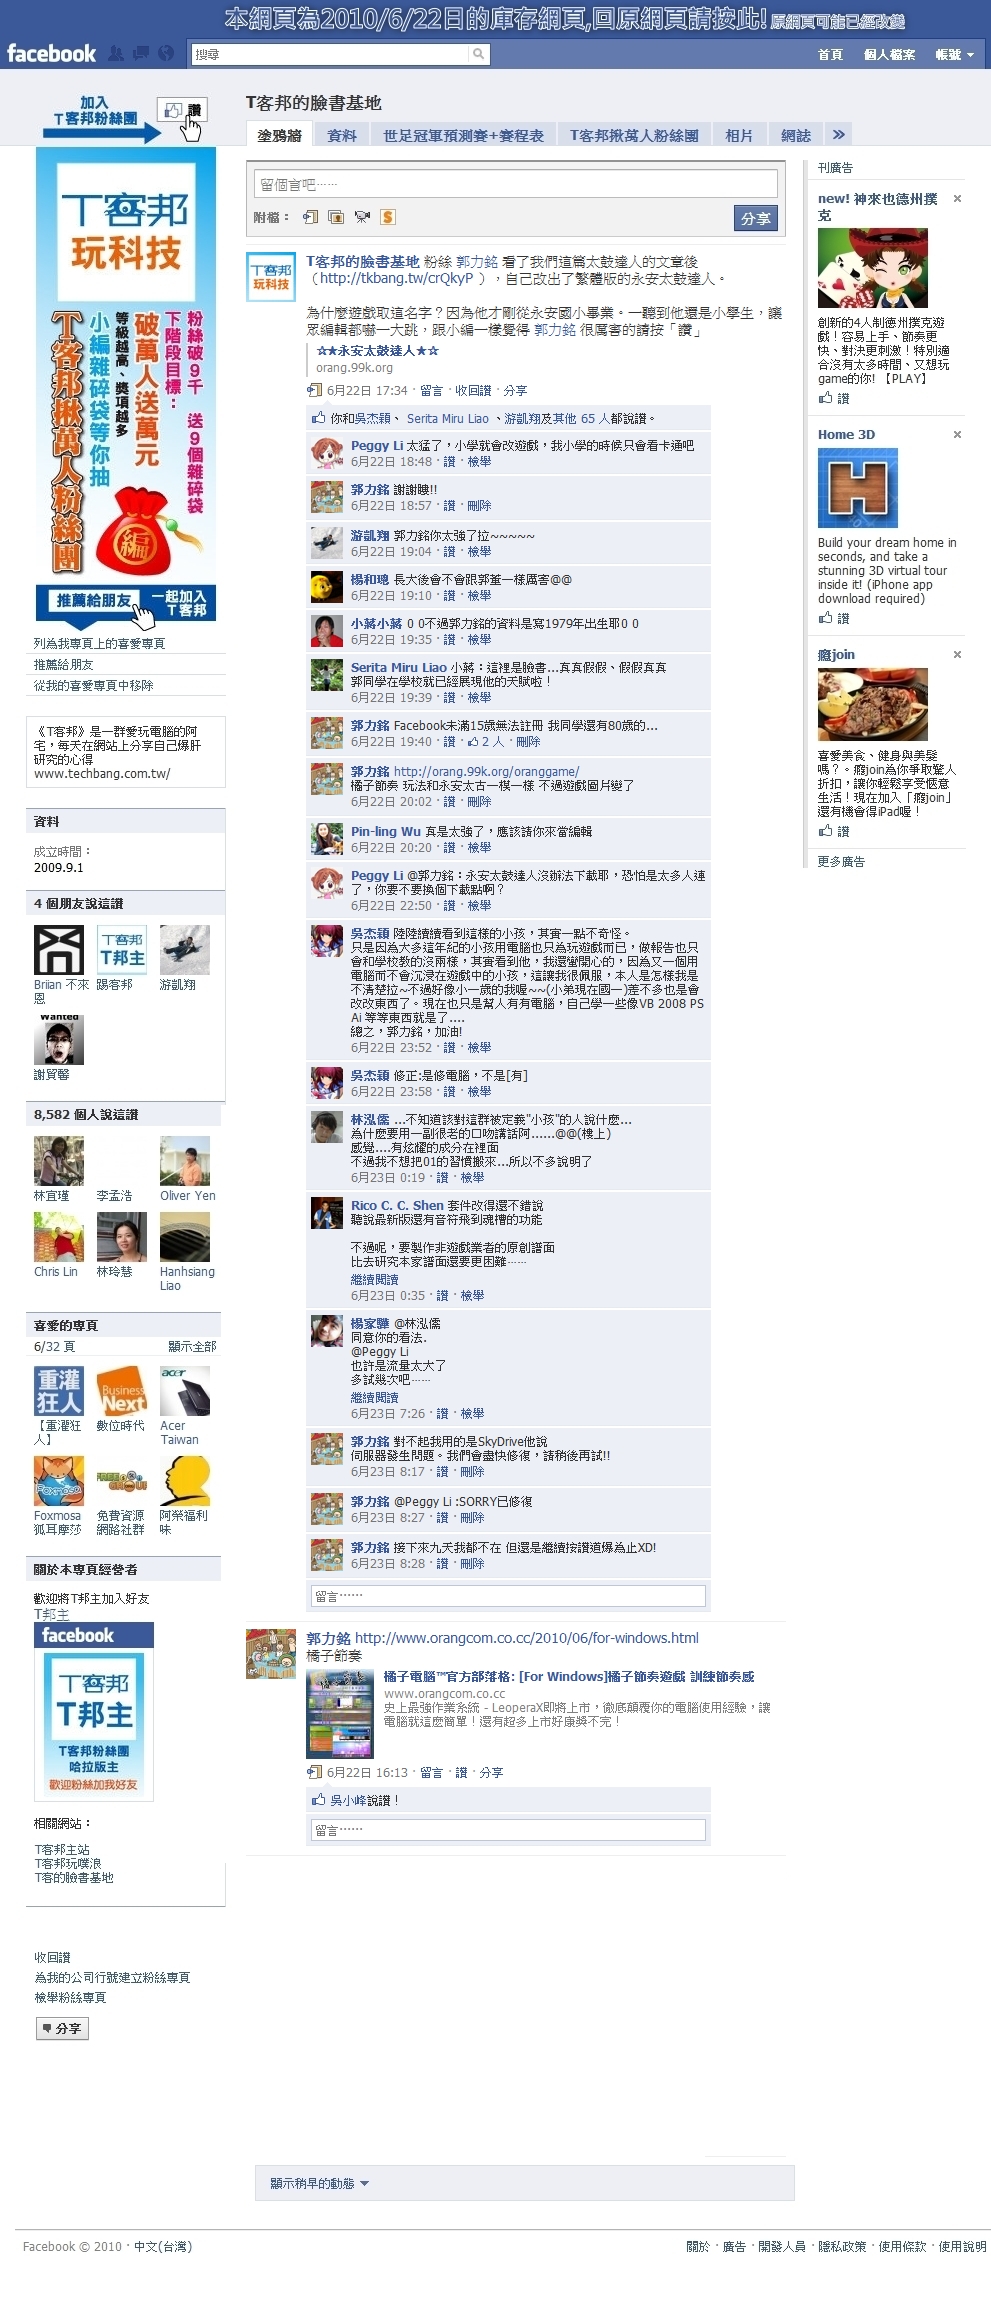 本網頁為2010/6/22日的庫存網頁,回原網頁請按此!原網頁可能已經改變
facebook
搜尋
首頁 個人檔案 帳號
加入
T客邦粉絲團
讚
T客邦
玩科技
粉絲破9千 送9個雜碎袋
下階段目標：
破萬人送萬元
小編雜碎袋等你抽
等級越高、獎項越多
T客邦揪萬人粉絲團
編
推薦給朋友
一起加入
T客邦
列為我專頁上的喜愛專頁
推薦給朋友
從我的喜愛專頁中移除
《T客邦》是一群愛玩電腦的阿
宅，每天在網站上分享自己爆肝
研究的心得
www.techbang.com.tw/
資料
成立時間：
2009.9.1
4 個朋友說這讚
T客邦
T邦主
Briian 不來
恩
踢客邦
游凱翔
Wanted
謝賀馨
8,582 個人說這讚
林宜瑾
李孟浩
Oliver Yen
Chris Lin
林玲慧
Hanhsiang
Liao
喜愛的專頁
6/32 頁
顯示全部
重灌
狂人
Business
Next
acer
【重灌狂
人】
數位時代
Acer
Taiwan
Foxmosa
FREEGROUP
Foxmosa
狐耳摩莎
免費資源
網路社群
阿榮福利
味
關於本專頁經營者
歡迎將T邦主加入好友
T邦主
facebook
T客邦
T邦主
T客邦粉絲團
哈拉版主
歡迎粉絲加我好友
相關網站：
T客邦主站
T客邦玩噗浪
T客的臉書基地
收回讚
為我的公司行號建立粉絲專頁
檢舉粉絲專頁
分享
T客邦的臉書基地
塗鴉牆 資料 世足冠軍預測賽+賽程表 T客邦揪萬人粉絲團 相片 網誌 »
留個言吧……
附檔：
分享
T客邦
玩科技
T客邦的臉書基地 粉絲 郭力銘 看了我們這篇太鼓達人的文章後
（http://tkbang.tw/crQkyP ），自己改出了繁體版的永安太鼓達人。
為什麼遊戲取這名字？因為他才剛從永安國小畢業。一聽到他還是小學生，讓
眾編輯都嚇一大跳，跟小編一樣覺得 郭力銘 很厲害的請按「讚」
☆★永安太鼓達人★☆
orang.99k.org
6月22日 17:34 · 留言 · 收回讚 · 分享
你和吳杰穎、 Serita Miru Liao 、游凱翔及其他 65 人都說讚。
Peggy Li 太猛了，小學就會改遊戲，我小學的時侯只會看卡通吧
6月22日 18:48 · 讚 · 檢舉
郭力銘 謝謝瞜!!
6月22日 18:57 · 讚 · 刪除
游凱翔 郭力銘你太強了拉~~~~~
6月22日 19:04 · 讚 · 檢舉
楊和璁 長大後會不會跟郭董一樣厲害@@
6月22日 19:10 · 讚 · 檢舉
小蔣小蔣 0 0不過郭力銘的資料是寫1979年出生耶0 0
6月22日 19:35 · 讚 · 檢舉
Serita Miru Liao 小蔣：這裡是臉書...真真假假、假假真真
郭同學在學校就已經展現他的天賦啦！
6月22日 19:39 · 讚 · 檢舉
郭力銘 Facebook未滿15歲無法註冊 我同學還有80歲的...
6月22日 19:40 · 讚 · 2 人 · 刪除
郭力銘 http://orang.99k.org/oranggame/
橘子節奏 玩法和永安太古一模一樣 不過遊戲圖片變了
6月22日 20:02 · 讚 · 刪除
Pin-ling Wu 真是太強了，應該請你來當編輯
6月22日 20:20 · 讚 · 檢舉
Peggy Li @郭力銘：永安太鼓達人沒辦法下載耶，恐怕是太多人連
了，你要不要換個下載點啊？
6月22日 22:50 · 讚 · 檢舉
吳杰穎 陸陸續續看到這樣的小孩，其實一點不奇怪。
只是因為大多這年紀的小孩用電腦也只為玩遊戲而已，做報告也只
會和學校教的沒兩樣，其實看到他，我還蠻開心的，因為又一個用
電腦而不會沉浸在遊戲中的小孩，這讓我很佩服，本人是怎樣我是
不清楚拉~不過好像小一歲的我喔~~(小弟現在國一)差不多也是會
改改東西了。現在也只是幫人有有電腦，自己學一些像VB 2008 PS
Ai 等等東西就是了....
總之，郭力銘，加油!
6月22日 23:52 · 讚 · 檢舉
吳杰穎 修正:是修電腦，不是[有]
6月22日 23:58 · 讚 · 檢舉
林泓儒 ...不知道該對這群被定義"小孩"的人說什麼...
為什麼要用一副很老的口吻講話阿......@@(樓上)
感覺....有炫耀的成分在裡面
不過我不想把01的習慣搬來...所以不多說明了
6月23日 0:19 · 讚 · 檢舉
Rico C. C. Shen 套件改得還不錯說
聽說最新版還有音符飛到魂槽的功能
不過呢，要製作非遊戲業者的原創譜面
比去研究本家譜面還要更困難……
繼續閱讀
6月23日 0:35 · 讚 · 檢舉
楊家驊 @林泓儒
同意你的看法.
@Peggy Li
也許是流量太大了
多試幾次吧……
繼續閱讀
6月23日 7:26 · 讚 · 檢舉
郭力銘 對不起我用的是SkyDrive他說
伺服器發生問題。我們會盡快修復，請稍後再試!!
6月23日 8:17 · 讚 · 刪除
郭力銘 @Peggy Li :SORRY已修復
6月23日 8:27 · 讚 · 刪除
郭力銘 接下來九天我都不在 但還是繼續按讚道爆為止XD!
6月23日 8:28 · 讚 · 刪除
留言……
郭力銘 http://www.orangcom.co.cc/2010/06/for-windows.html
橘子節奏
橘子電腦™官方部落格: [For Windows]橘子節奏遊戲 訓練節奏感
www.orangcom.co.cc
史上最強作業系統 - LeoperaX即將上市，徹底顛覆你的電腦使用經驗，讓
電腦就這麼簡單！還有超多上市好康獎不完！
6月22日 16:13 · 留言 · 讚 · 分享
吳小峰說讚！
留言……
顯示稍早的動態
刊廣告
new! 神來也德州撲
克
創新的4人制德州撲克遊
戲！容易上手、節奏更
快、對決更刺激！特別適
合沒有太多時間、又想玩
game的你! 【PLAY】
讚
Home 3D
Build your dream home in
seconds, and take a
stunning 3D virtual tour
inside it! (iPhone app
download required)
讚
癮join
喜愛美食、健身與美髮
嗎？。癮join為你爭取驚人
折扣，讓你輕鬆享受愜意
生活！現在加入「癮join」
還有機會得iPad喔！
讚
更多廣告
Facebook © 2010 · 中文(台灣)
關於 · 廣告 · 開發人員 · 隱私政策 · 使用條款 · 使用說明